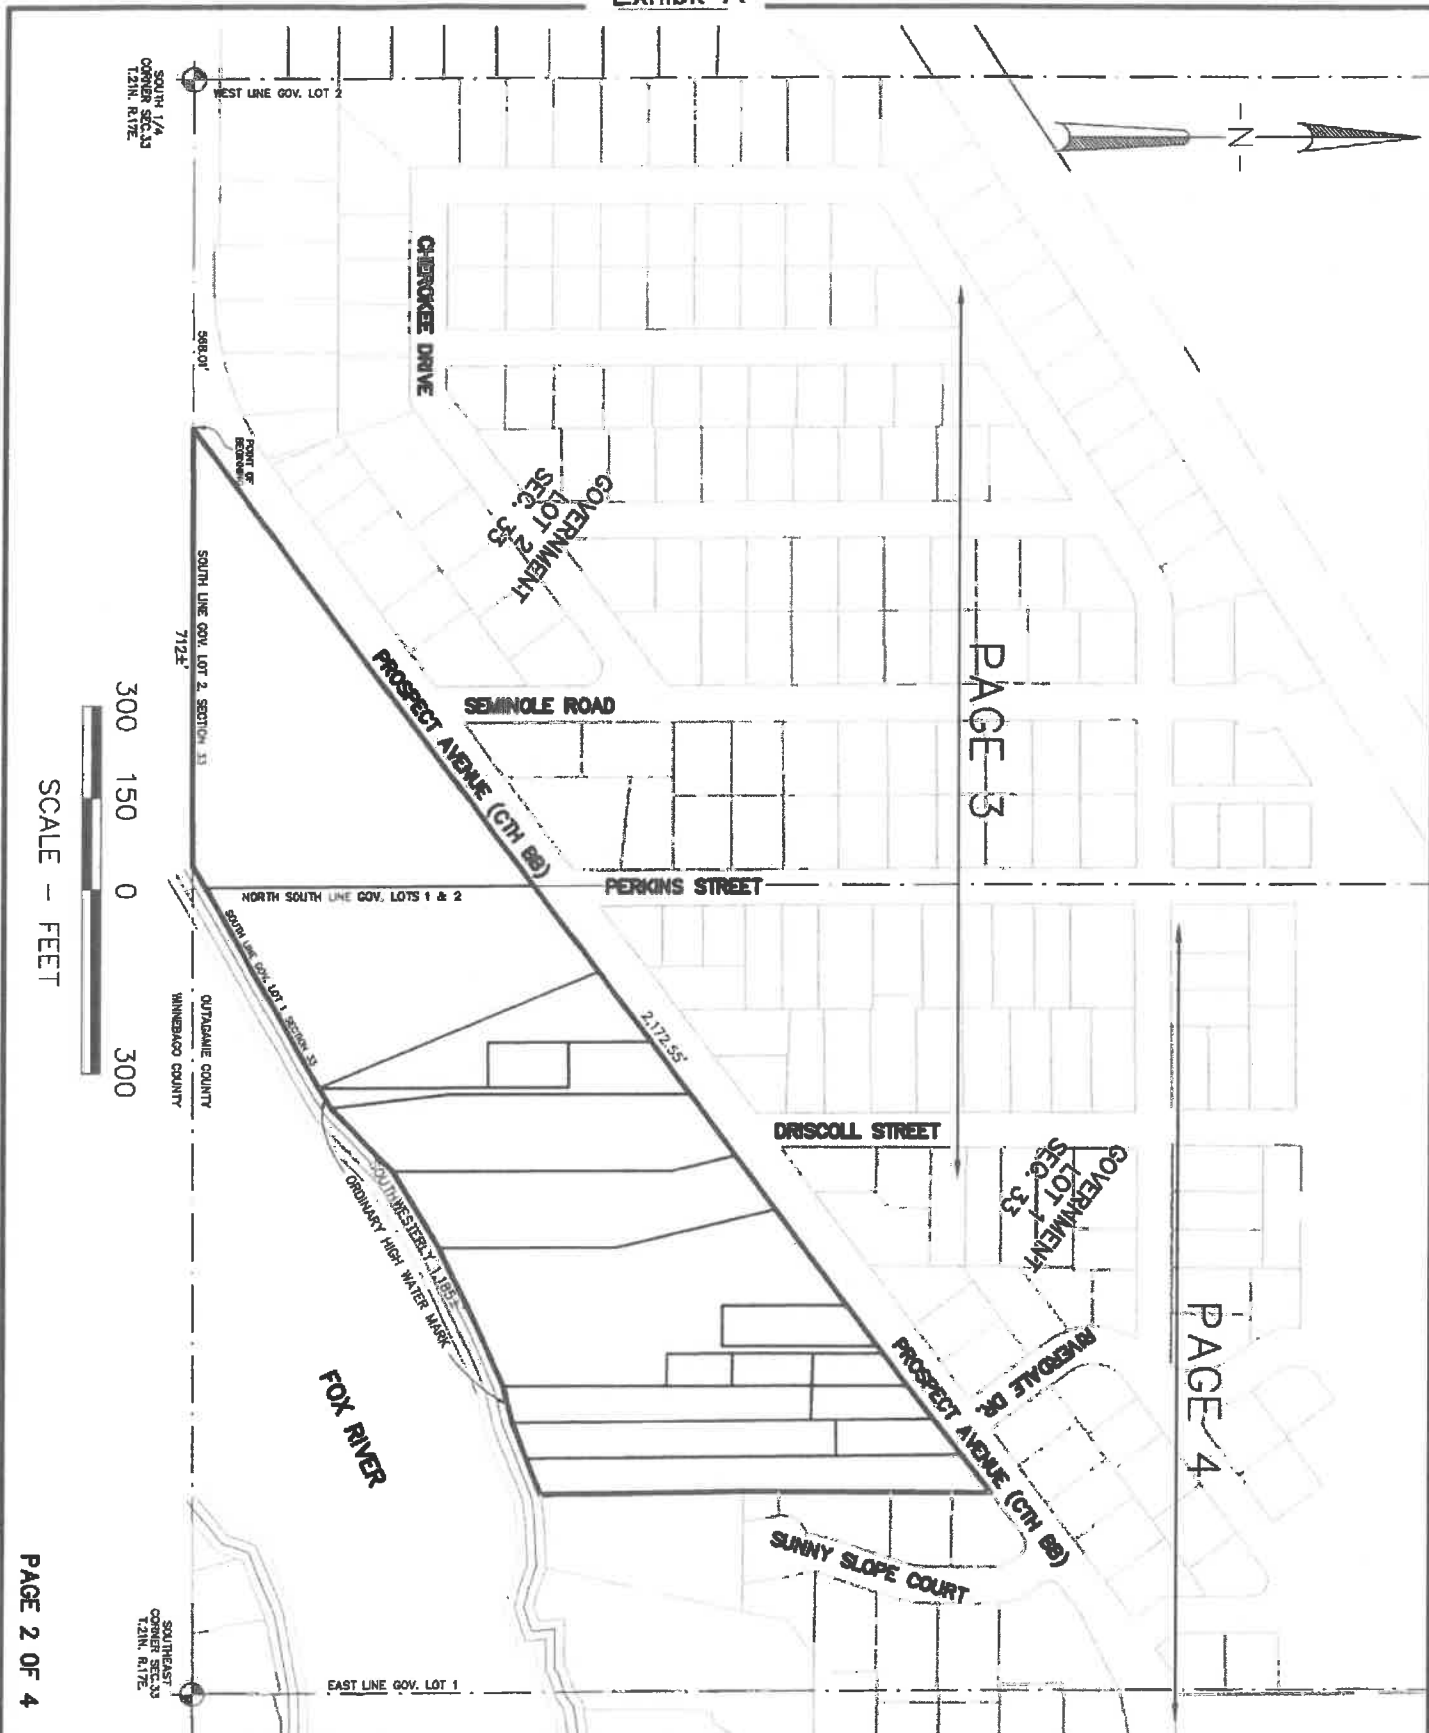 Exhibit A
SOUTH 1/4
CORNER SEC.33
T.21N. R.17E.
WEST LINE GOV. LOT 2
-N-
CHEROKEE DRIVE
568.01'
POINT OF
BEGINNING
GOVERNMENT
LOT 2
SEC. 33
SOUTH LINE GOV. LOT 2, SECTION 33
712±'
PROSPECT AVENUE (CTH BB)
SEMINOLE ROAD
PAGE 3
PERKINS STREET
NORTH SOUTH LINE GOV. LOTS 1 & 2
SOUTH LINE GOV. LOT 1 SECTION 33
OUTAGAMIE COUNTY
WINNEBAGO COUNTY
2,172.55'
DRISCOLL STREET
GOVERNMENT
LOT 1
SEC. 33
PAGE 4
RIVERDALE DR.
PROSPECT AVENUE (CTH BB)
SOUTHWESTERLY 1,185±
ORDINARY HIGH WATER MARK
FOX RIVER
SUNNY SLOPE COURT
EAST LINE GOV. LOT 1
SOUTHEAST
CORNER SEC.33
T.21N. R.17E.
300 150 0 300
SCALE - FEET
PAGE 2 OF 4